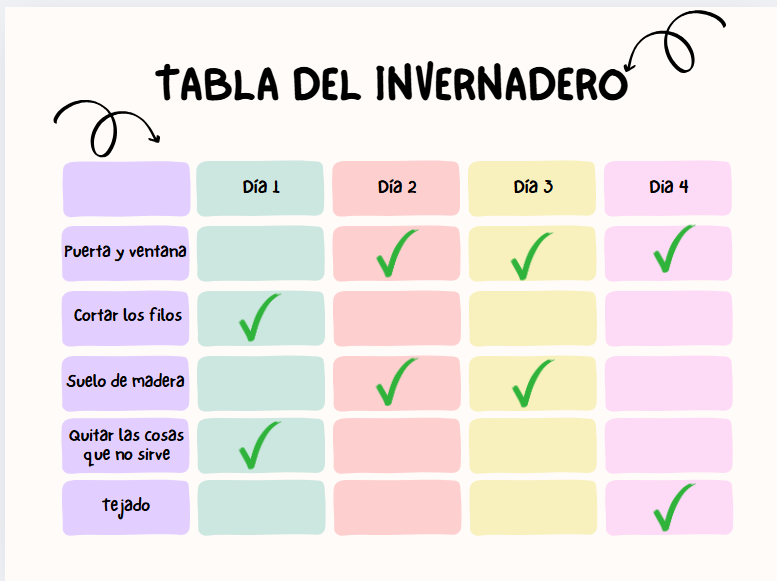 TABLA DEL INVERNADERO
Día 1
Día 2
Día 3
Dia 4
Puerta y ventana
Cortar los filos
Suelo de madera
Quitar las cosas
que no sirve
tejado